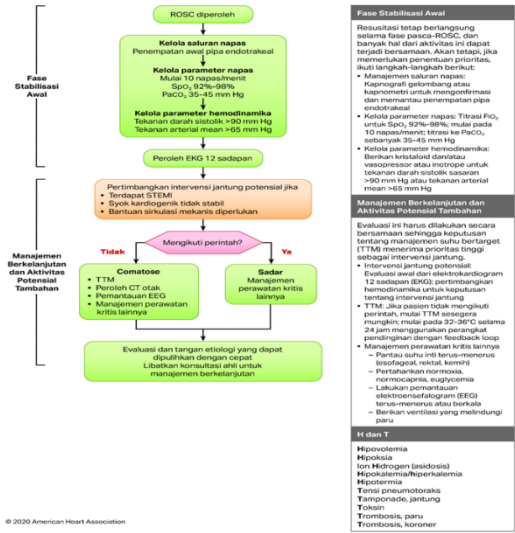 ROSC diperoleh
Kelola saluran napas
Penempatan awal pipa endotrakeal
Kelola parameter napas
Mulai 10 napas/menit
SpO₂ 92%-98%
PaCO₂ 35-45 mm Hg
Kelola parameter hemodinamika
Tekanan darah sistolik >90 mm Hg
Tekanan arterial mean >65 mm Hg
Peroleh EKG 12 sadapan
Fase
Stabilisasi
Awal
Pertimbangkan intervensi jantung potensial jika
• Terdapat STEMI
• Syok kardiogenik tidak stabil
• Bantuan sirkulasi mekanis diperlukan
Mengikuti perintah?
Tidak
Ya
Comatose
• TTM
• Peroleh CT otak
• Pemantauan EEG
• Manajemen perawatan
kritis lainnya
Sadar
Manajemen
perawatan kritis
lainnya
Manajemen
Berkelanjutan
dan Aktivitas
Potensial
Tambahan
Evaluasi dan tangan etiologi yang dapat
dipulihkan dengan cepat
Libatkan konsultasi ahli untuk
manajemen berkelanjutan
© 2020 American Heart Association
Fase Stabilisasi Awal
Resusitasi tetap berlangsung
selama fase pasca-ROSC, dan
banyak hal dari aktivitas ini dapat
terjadi bersamaan. Akan tetapi, jika
memerlukan penentuan prioritas,
ikuti langkah-langkah berikut:
• Manajemen saluran napas:
Kapnografi gelombang atau
kapnometri untuk mengonfirmasi
dan memantau penempatan pipa
endotrakeal
• Kelola parameter napas: Titrasi FiO₂
untuk SpO₂ 92%-98%; mulai pada
10 napas/menit; titrasi ke PaCO₂
sebanyak 35-45 mm Hg
• Kelola parameter hemodinamika:
Berikan kristaloid dan/atau
vasopressor atau inotrope untuk
tekanan darah sistolik sasaran
>90 mm Hg atau tekanan arterial
mean >65 mm Hg
Manajemen Berkelanjutan dan
Aktivitas Potensial Tambahan
Evaluasi ini harus dilakukan secara
bersamaan sehingga keputusan
tentang manajemen suhu bertarget
(TTM) menerima prioritas tinggi
sebagai intervensi jantung.
• Intervensi jantung potensial:
Evaluasi awal dari elektrokardiogram
12 sadapan (EKG); pertimbangkan
hemodinamika untuk keputusan
tentang intervensi jantung
• TTM: Jika pasien tidak mengikuti
perintah, mulai TTM sesegera
mungkin; mulai pada 32-36°C selama
24 jam menggunakan perangkat
pendinginan dengan feedback loop
• Manajemen perawatan kritis lainnya
– Pantau suhu inti terus-menerus
(esofageal, rektal, kemih)
– Pertahankan normoxia,
normocapnia, euglycemia
– Lakukan pemantauan
elektroensefalogram (EEG)
terus-menerus atau berkala
– Berikan ventilasi yang melindungi
paru
H dan T
Hipovolemia
Hipoksia
Ion Hidrogen (asidosis)
Hipokalemia/hiperkalemia
Hipotermia
Tensi pneumotoraks
Tamponade, jantung
Toksin
Trombosis, paru
Trombosis, koroner